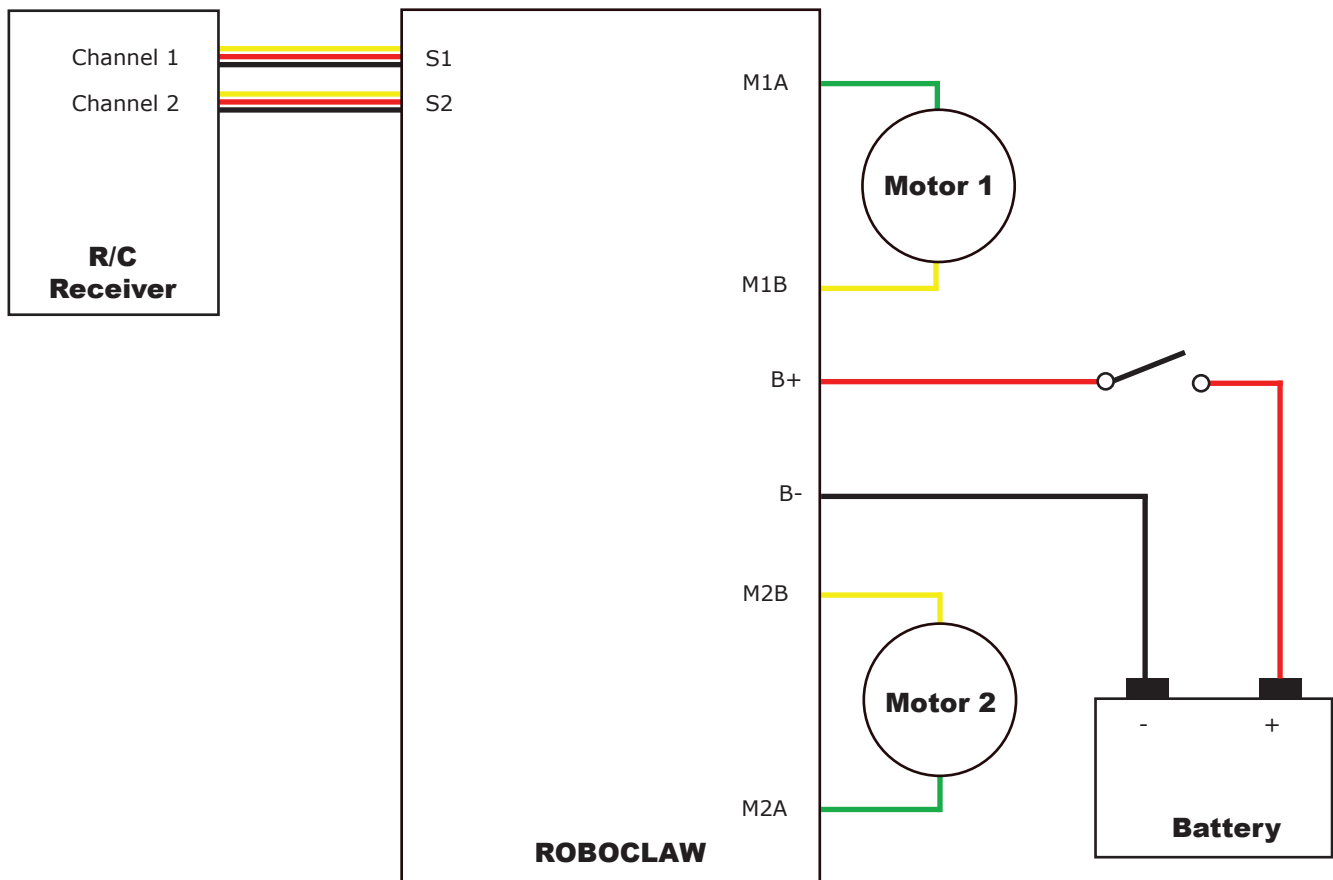 Channel 1
Channel 2
R/C
Receiver
S1
S2
ROBOCLAW
M1A
M1B
B+
B-
M2B
M2A
Motor 1
Motor 2
- +
Battery